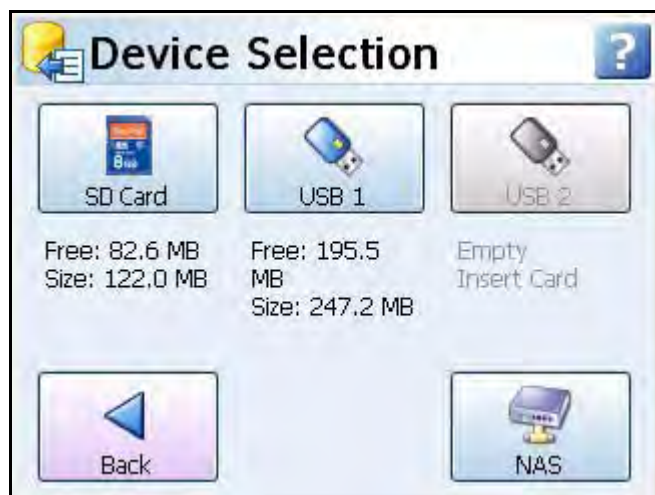 Device Selection
?
SD Card
USB 1
USB 2
Free: 82.6 MB
Size: 122.0 MB
Free: 195.5
MB
Size: 247.2 MB
Empty
Insert Card
Back
NAS